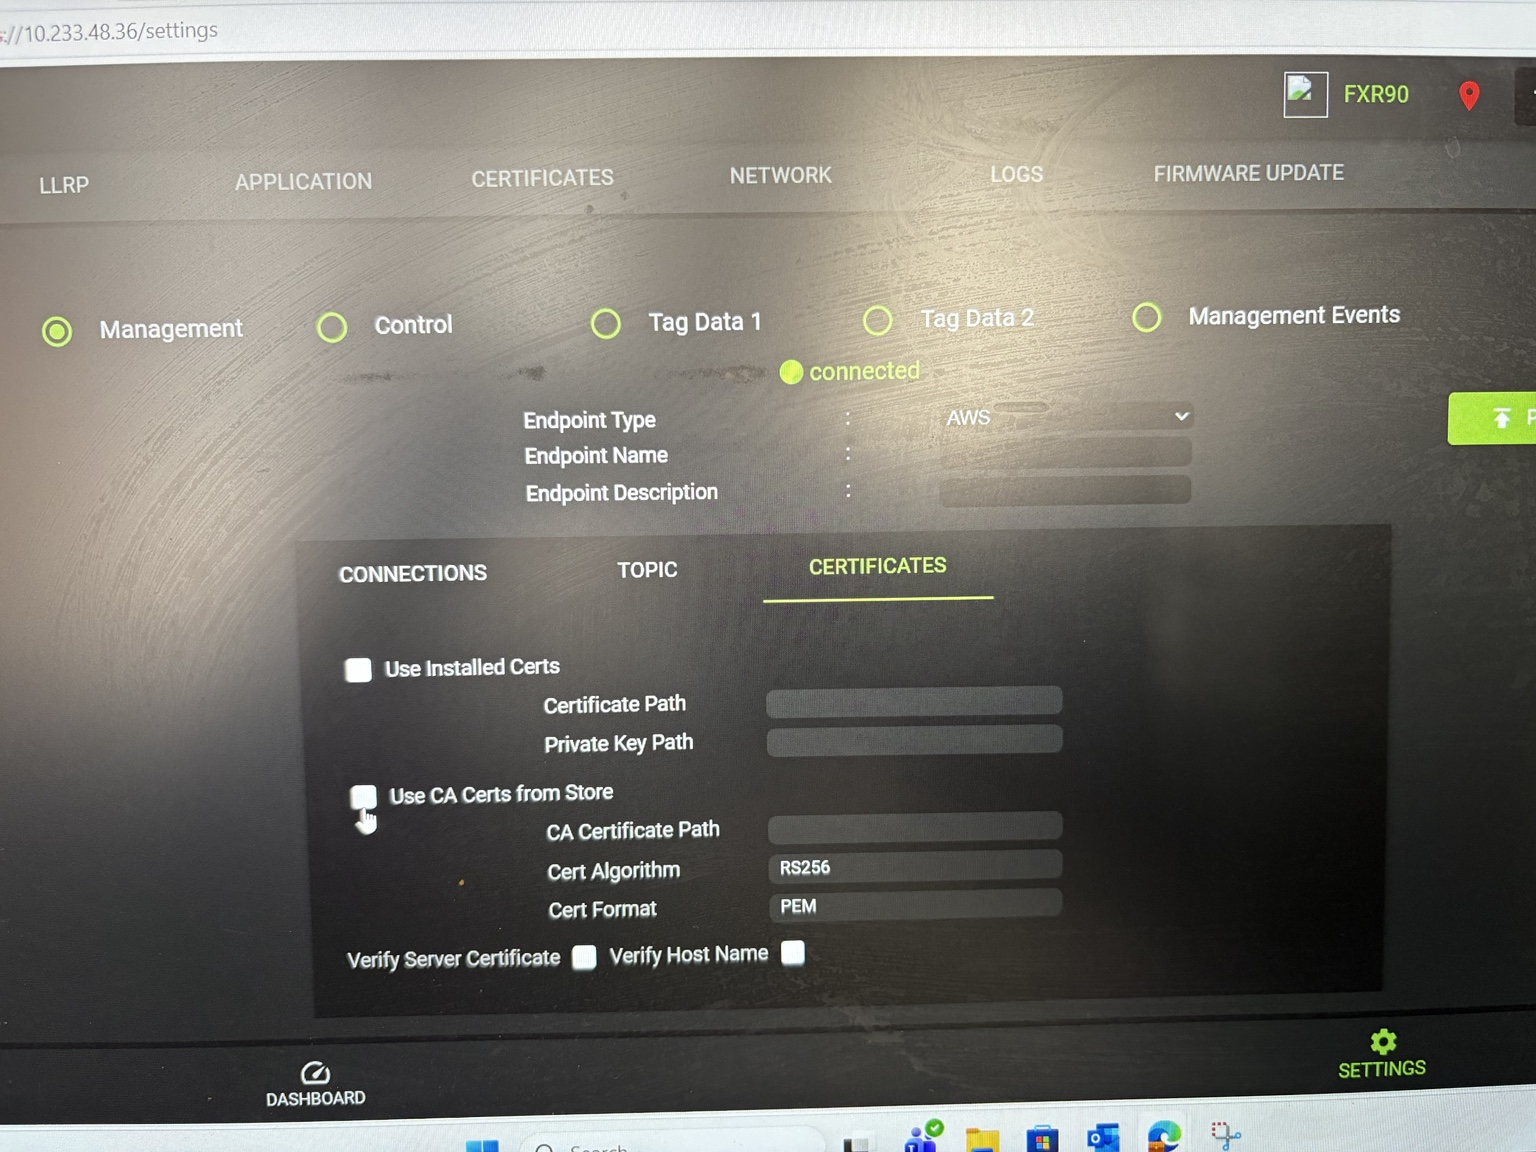 ://10.233.48.36/settings
FXR90
LLRP APPLICATION CERTIFICATES NETWORK LOGS FIRMWARE UPDATE
Management Control Tag Data 1 Tag Data 2 Management Events
connected
Endpoint Type : AWS
Endpoint Name :
Endpoint Description :
CONNECTIONS TOPIC CERTIFICATES
Use Installed Certs
Certificate Path
Private Key Path
Use CA Certs from Store
CA Certificate Path
Cert Algorithm RS256
Cert Format PEM
Verify Server Certificate Verify Host Name
DASHBOARD
SETTINGS
Search